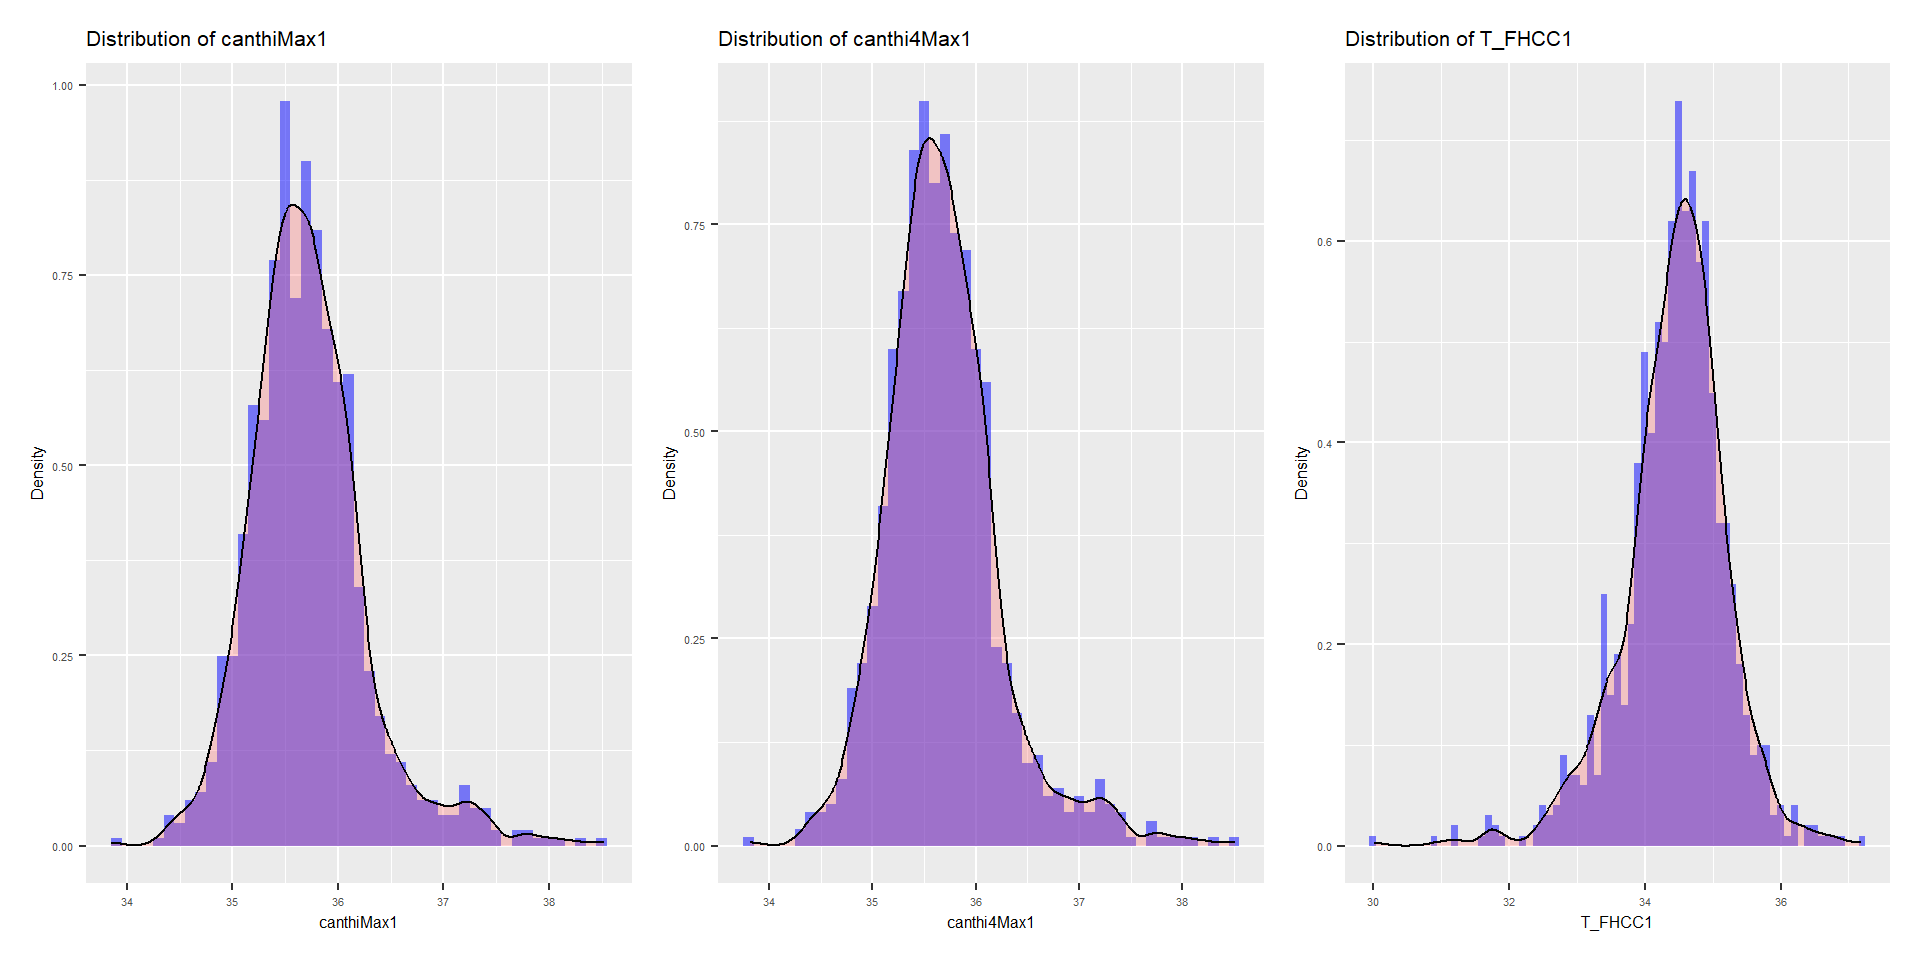 Distribution of canthiMax1
Density
1.00
0.75
0.50
0.25
0.00
34 35 36 37 38
canthiMax1
Distribution of canthi4Max1
Density
0.75
0.50
0.25
0.00
34 35 36 37 38
canthi4Max1
Distribution of T_FHCC1
Density
0.6
0.4
0.2
0.0
30 32 34 36
T_FHCC1